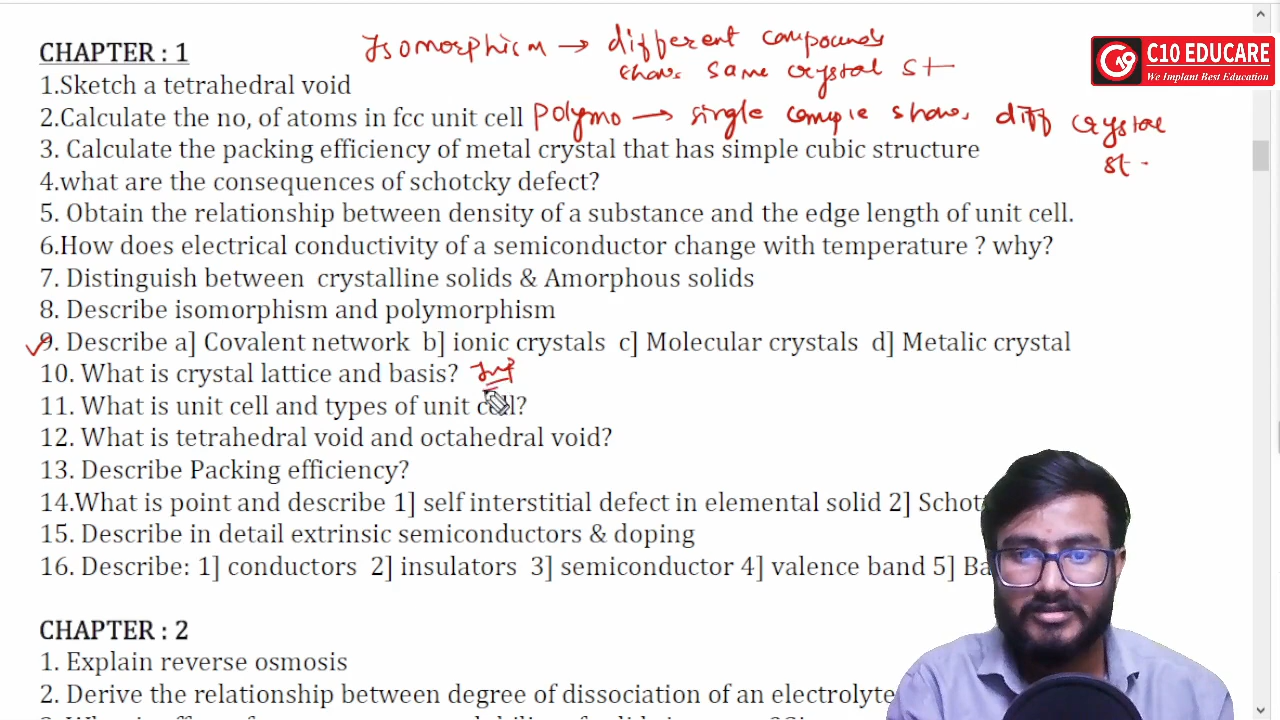 Isomorphism → different compounds
show same crystal st
C10 EDUCARE
We Implant Best Education
CHAPTER : 1
1.Sketch a tetrahedral void
2.Calculate the no, of atoms in fcc unit cell
polymo → single comple show, diff crystal
st -
3. Calculate the packing efficiency of metal crystal that has simple cubic structure
4.what are the consequences of schotcky defect?
5. Obtain the relationship between density of a substance and the edge length of unit cell.
6.How does electrical conductivity of a semiconductor change with temperature ? why?
7. Distinguish between crystalline solids & Amorphous solids
8. Describe isomorphism and polymorphism
9. Describe a] Covalent network b] ionic crystals c] Molecular crystals d] Metalic crystal
10. What is crystal lattice and basis?
11. What is unit cell and types of unit cell?
12. What is tetrahedral void and octahedral void?
13. Describe Packing efficiency?
14.What is point and describe 1] self interstitial defect in elemental solid 2]
15. Describe in detail extrinsic semiconductors & doping
16. Describe: 1] conductors 2] insulators 3] semiconductor 4] valence band 5]
CHAPTER : 2
1. Explain reverse osmosis
2. Derive the relationship between degree of dissociation of an electrolyte